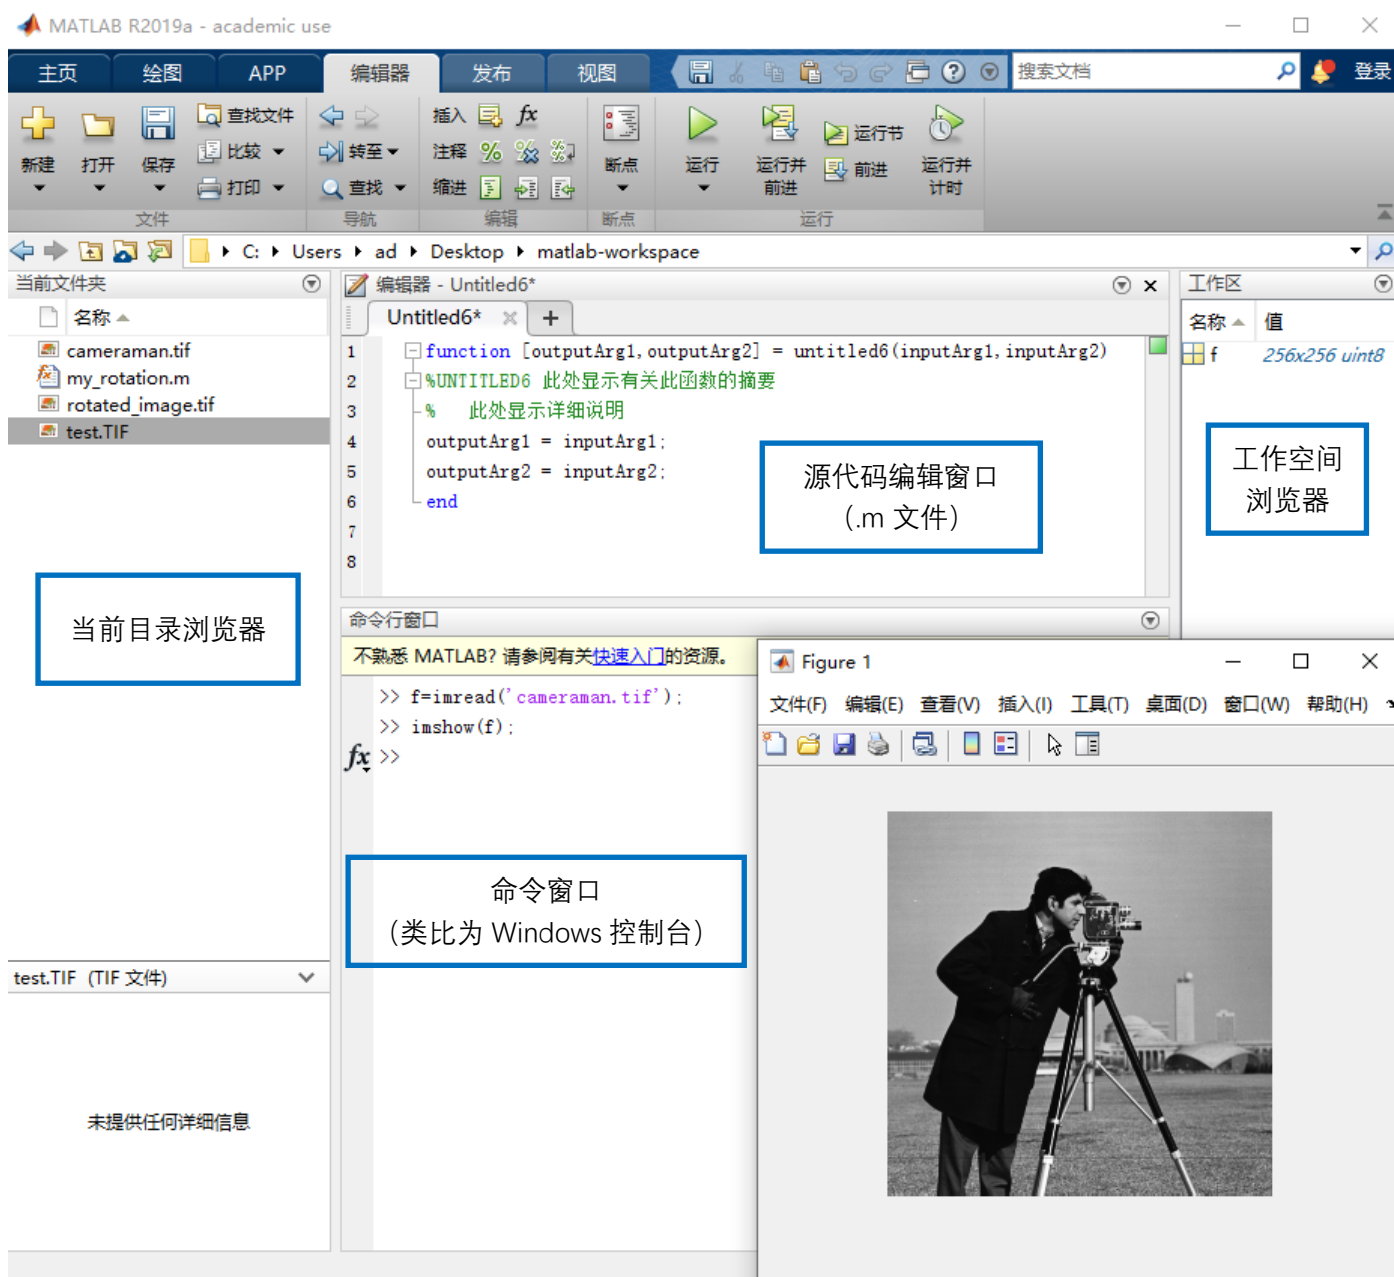 MATLAB R2019a - academic use
主页 绘图 APP 编辑器 发布 视图 搜索文档 登录
新建 打开 保存 查找文件 比较 打印
转至 查找
插入 fx
注释
缩进
断点
运行 运行并前进 运行节 前进 运行并计时
文件 导航 编辑 断点 运行
C: Users ad Desktop matlab-workspace
当前文件夹
名称
cameraman.tif
my_rotation.m
rotated_image.tif
test.TIF
当前目录浏览器
test.TIF (TIF 文件)
未提供任何详细信息
编辑器 - Untitled6*
Untitled6*
1 function [outputArg1,outputArg2] = untitled6(inputArg1,inputArg2)
2 %UNTITLED6 此处显示有关此函数的摘要
3 % 此处显示详细说明
4 outputArg1 = inputArg1;
5 outputArg2 = inputArg2;
6 end
7
8
源代码编辑窗口
（.m 文件）
工作区
名称 值
f 256x256 uint8
工作空间
浏览器
命令行窗口
不熟悉 MATLAB? 请参阅有关快速入门的资源。
>> f=imread('cameraman.tif');
>> imshow(f);
fx >>
命令窗口
（类比为 Windows 控制台）
Figure 1
文件(F) 编辑(E) 查看(V) 插入(I) 工具(T) 桌面(D) 窗口(W) 帮助(H)